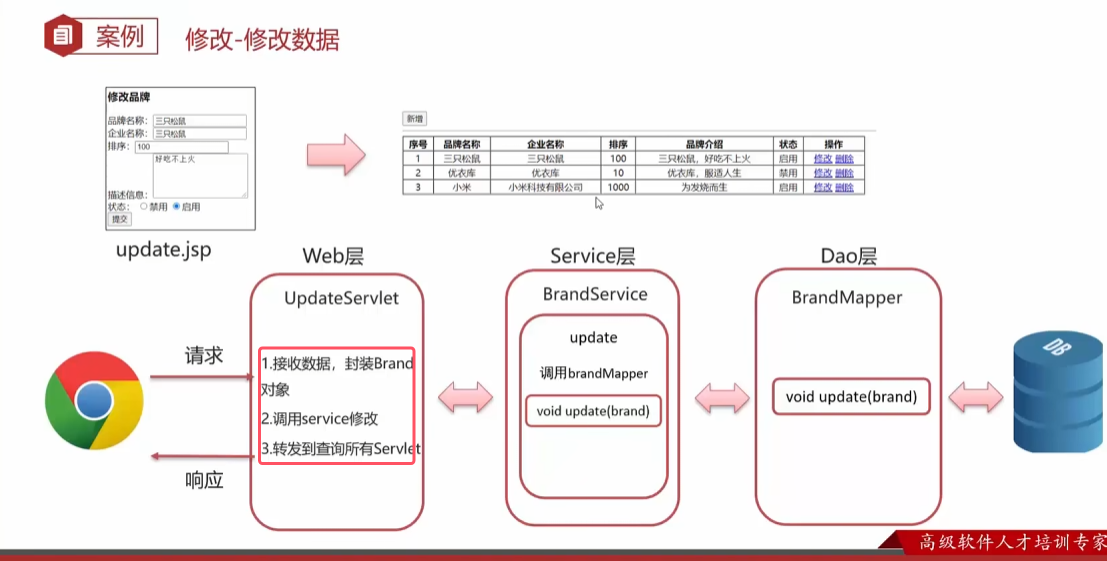 案例
修改-修改数据
修改品牌
品牌名称: 三只松鼠
企业名称: 三只松鼠
排序: 100
好吃不上火
描述信息:
状态: 禁用 启用
提交
update.jsp
新增
序号 品牌名称 企业名称 排序 品牌介绍 状态 操作
1 三只松鼠 三只松鼠 100 三只松鼠，好吃不上火 启用 修改 删除
2 优衣库 优衣库 10 优衣库，服适人生 禁用 修改 删除
3 小米 小米科技有限公司 1000 为发烧而生 启用 修改 删除
Web层
UpdateServlet
请求
1.接收数据，封装Brand
对象
2.调用service修改
3.转发到查询所有Servlet
响应
Service层
BrandService
update
调用brandMapper
void update(brand)
Dao层
BrandMapper
void update(brand)
DB
高级软件人才培训专家